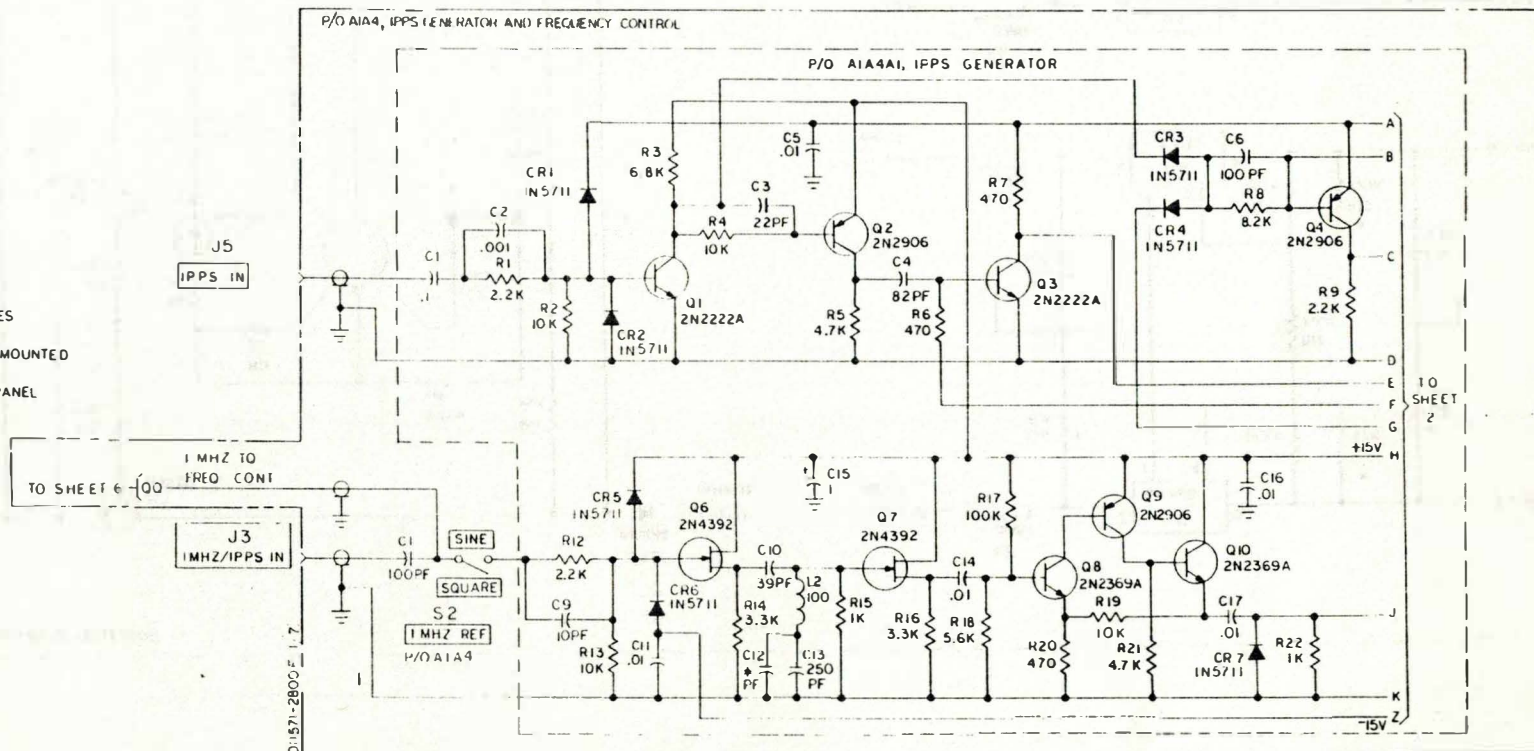 P/O A1A4, 1PPS GENERATOR AND FREQUENCY CONTROL
P/O A1A4A1, 1PPS GENERATOR
J5
1PPS IN
C1
.1
C2
.001
R1
2.2K
R2
10K
CR1
1N5711
CR2
1N5711
R3
6.8K
Q1
2N2222A
C3
22PF
R4
10K
C5
.01
Q2
2N2906
R5
4.7K
C4
82PF
R6
470
R7
470
Q3
2N2222A
CR3
1N5711
CR4
1N5711
C6
100PF
R8
8.2K
Q4
2N2906
R9
2.2K
A
B
C
D
E
F
G
TO
SHEET
2
ES
MOUNTED
PANEL
1 MHZ TO
FREQ CONT
TO SHEET 6
QQ
J3
1MHZ/1PPS IN
C1
100PF
SINE
SQUARE
S2
1 MHZ REF
P/O A1A4
R12
2.2K
C9
10PF
R13
10K
CR5
1N5711
CR6
1N5711
C11
.01
Q6
2N4392
R14
3.3K
C10
39PF
L2
100
C12
*
PF
C13
250
PF
C15
+
1
R15
1K
Q7
2N4392
R16
3.3K
C14
.01
R18
5.6K
R17
100K
Q8
2N2369A
R19
10K
R20
470
Q9
2N2906
R21
4.7K
Q10
2N2369A
C16
.01
C17
.01
CR7
1N5711
R22
1K
+15V
H
J
K
Z
-15V